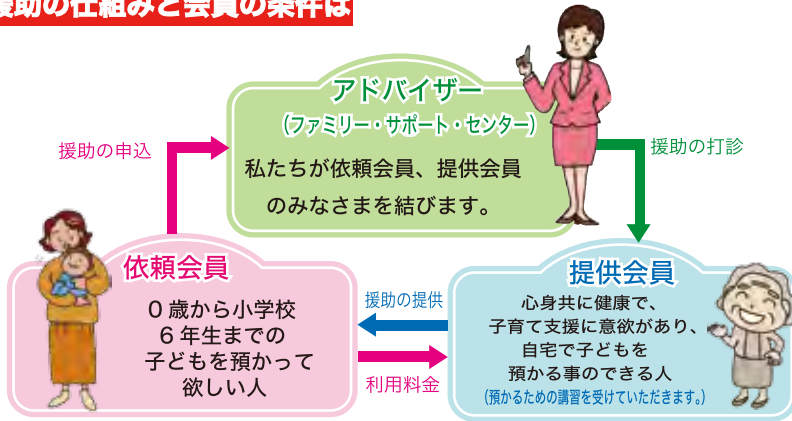 援助の仕組みと会員の条件は
アドバイザー
（ファミリー・サポート・センター）
私たちが依頼会員、提供会員
のみなさまを結びます。
援助の申込
援助の打診
依頼会員
0歳から小学校
6年生までの
子どもを預かって
欲しい人
援助の提供
利用料金
提供会員
心身共に健康で、
子育て支援に意欲があり、
自宅で子どもを
預かる事のできる人
（預かるための講習を受けていただきます。）